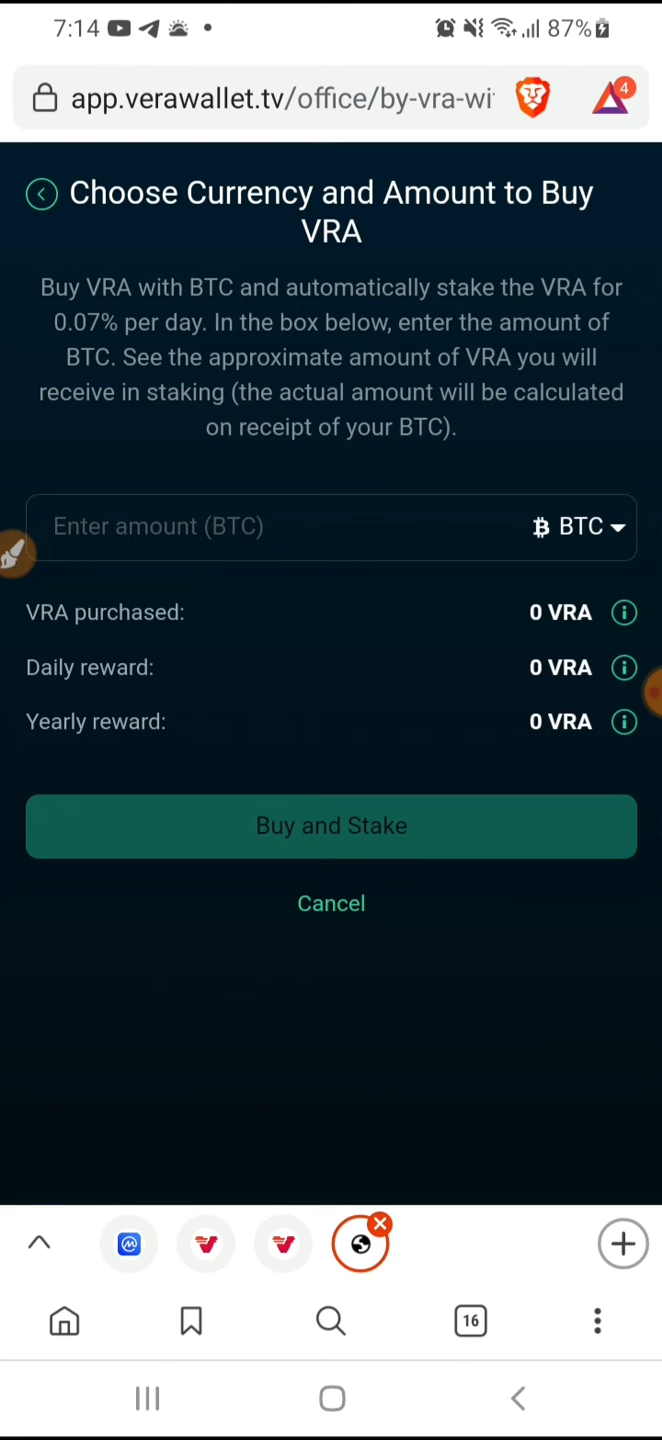 7:14
87%
app.verawallet.tv/office/by-vra-wi
4
Choose Currency and Amount to Buy
VRA
Buy VRA with BTC and automatically stake the VRA for
0.07% per day. In the box below, enter the amount of
BTC. See the approximate amount of VRA you will
receive in staking (the actual amount will be calculated
on receipt of your BTC).
Enter amount (BTC) BTC
VRA purchased: 0 VRA
Daily reward: 0 VRA
Yearly reward: 0 VRA
Buy and Stake
Cancel
16